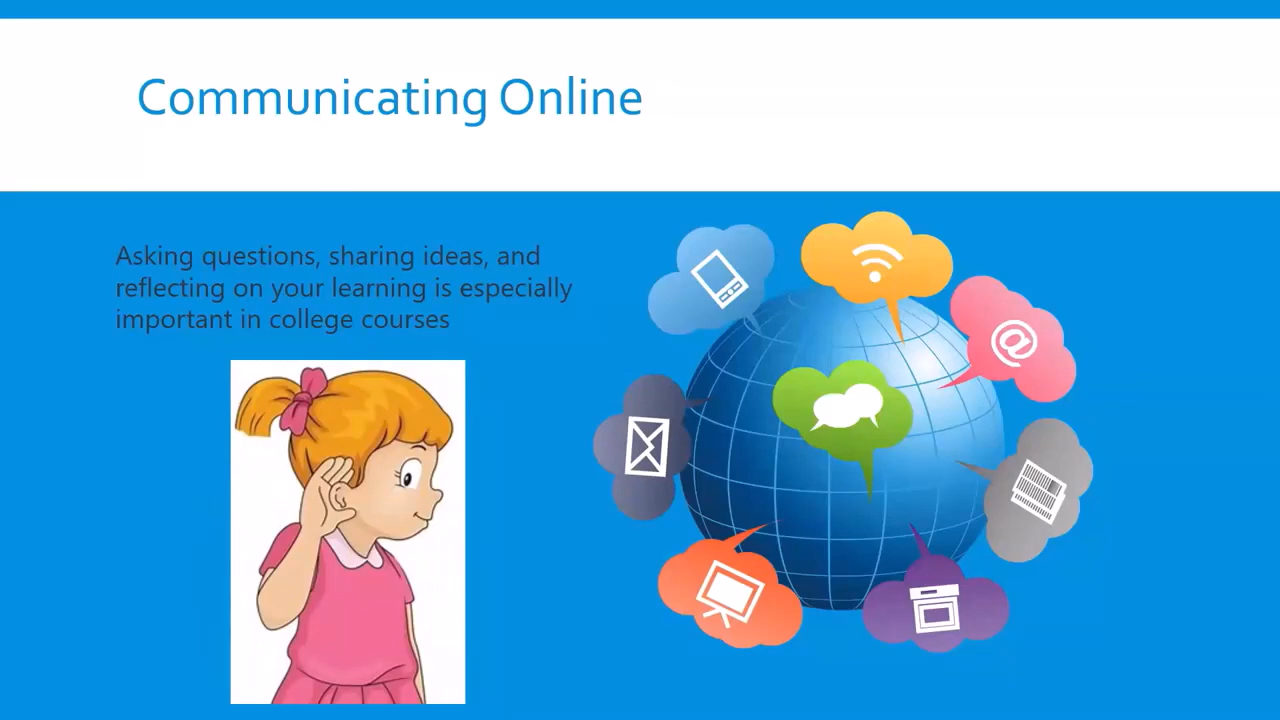 Communicating Online
Asking questions, sharing ideas, and
reflecting on your learning is especially
important in college courses
@